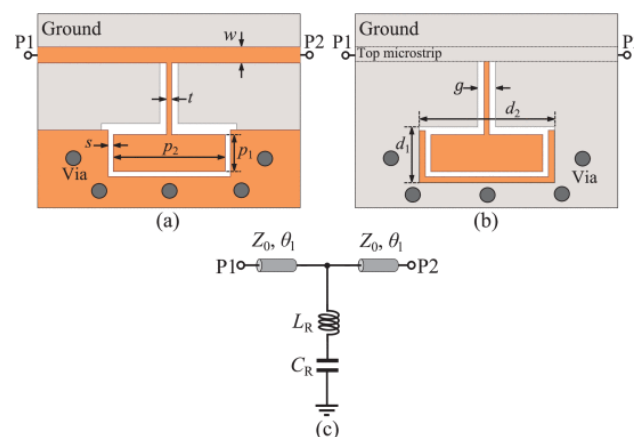 Ground
P1
w
P2
t
s
p2
p1
Via
(a)
Ground
P1
Top microstrip
P
g
d2
d1
Via
(b)
Z0, θ1
Z0, θ1
P1
P2
LR
CR
(c)